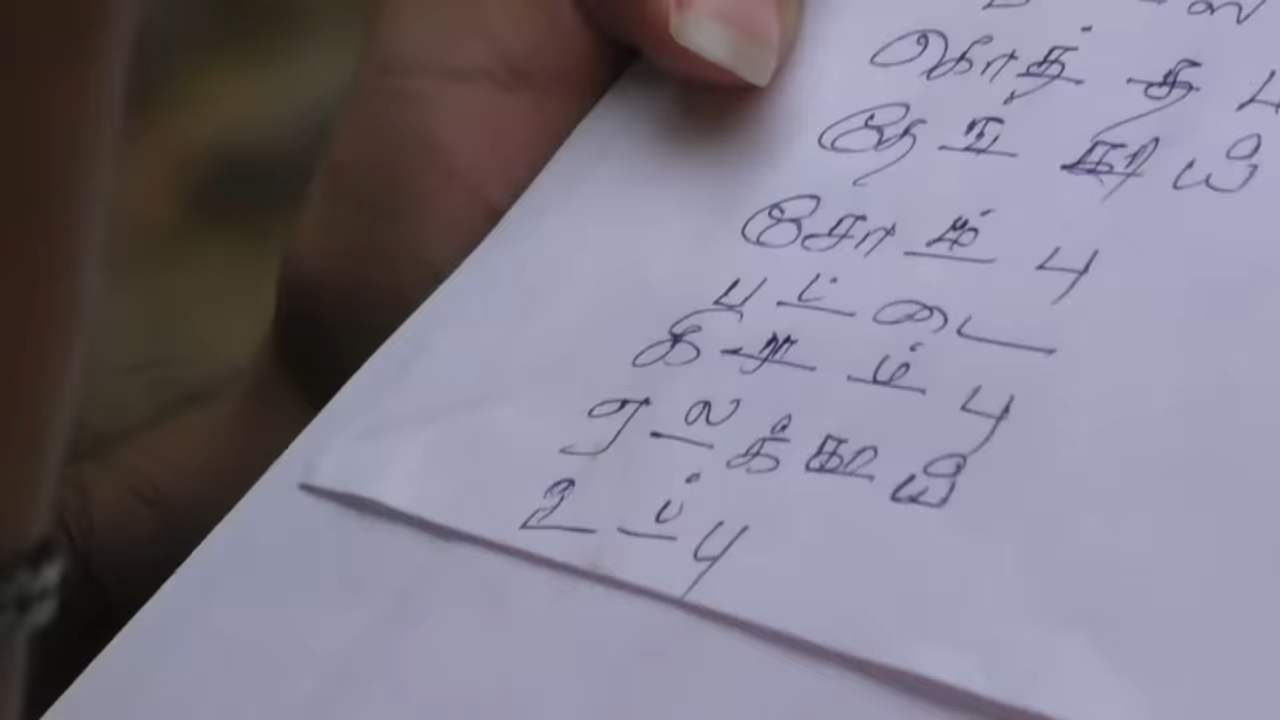 கொத்த
தேங்காய்
சோம்பு
பட்டை
கிராம்பு
ஏலக்காய்
உப்பு